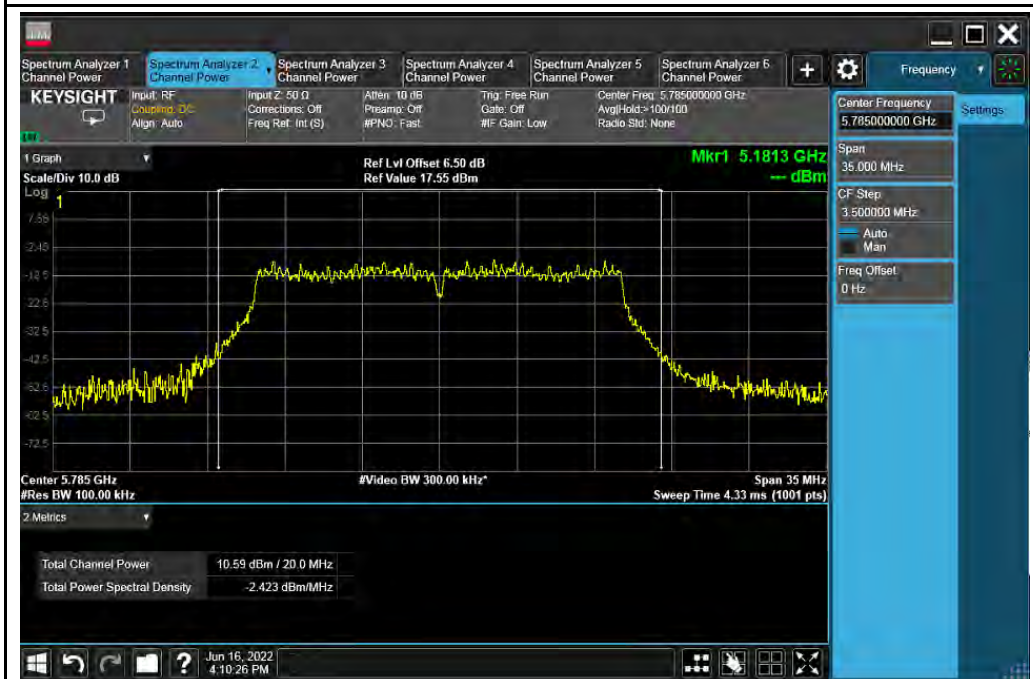 Spectrum Analyzer 1
Channel Power
Spectrum Analyzer 2
Channel Power
Spectrum Analyzer 3
Channel Power
Spectrum Analyzer 4
Channel Power
Spectrum Analyzer 5
Channel Power
Spectrum Analyzer 6
Channel Power
+
Frequency
KEYSIGHT
Input: RF
Coupling: DC
Align: Auto
Input Z: 50 Ω
Corrections: Off
Freq Ref: Int (S)
Atten: 10 dB
Preamp: Off
#PNO: Fast
Trig: Free Run
Gate: Off
#IF Gain: Low
Center Freq: 5.785000000 GHz
Avg|Hold:>100/100
Radio Std: None
Center Frequency
5.785000000 GHz
Settings
Span
35.000 MHz
CF Step
3.500000 MHz
Auto
Man
Freq Offset
0 Hz
1 Graph
Scale/Div 10.0 dB
Log
Ref Lvl Offset 6.50 dB
Ref Value 17.55 dBm
Mkr1 5.1813 GHz
--- dBm
1
7.55
-2.45
-12.5
-22.5
-32.5
-42.5
-52.5
-62.5
-72.5
Center 5.785 GHz
#Video BW 300.00 kHz*
Span 35 MHz
#Res BW 100.00 kHz
Sweep Time 4.33 ms (1001 pts)
2 Metrics
Total Channel Power 10.59 dBm / 20.0 MHz
Total Power Spectral Density -2.423 dBm/MHz
?
Jun 16, 2022
4:10:26 PM